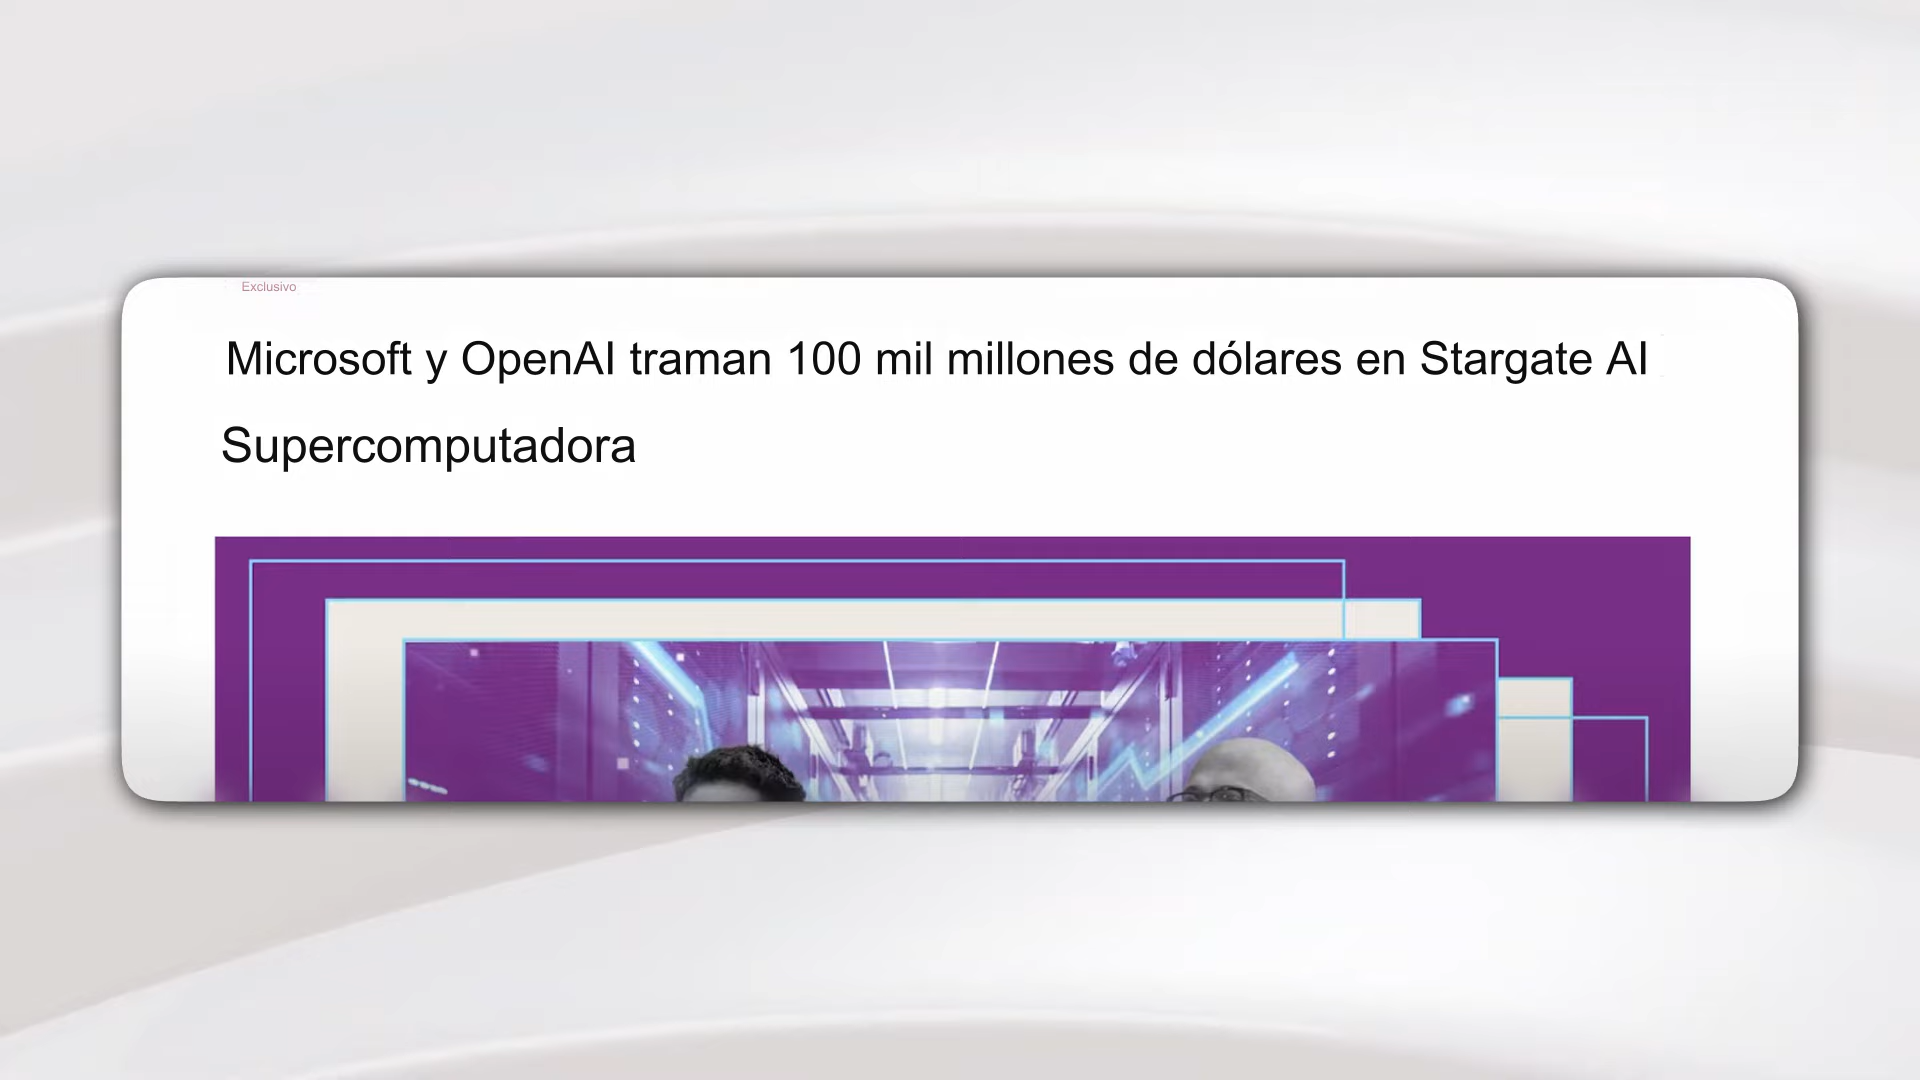 Exclusivo
Microsoft y OpenAI traman 100 mil millones de dólares en Stargate AI
Supercomputadora